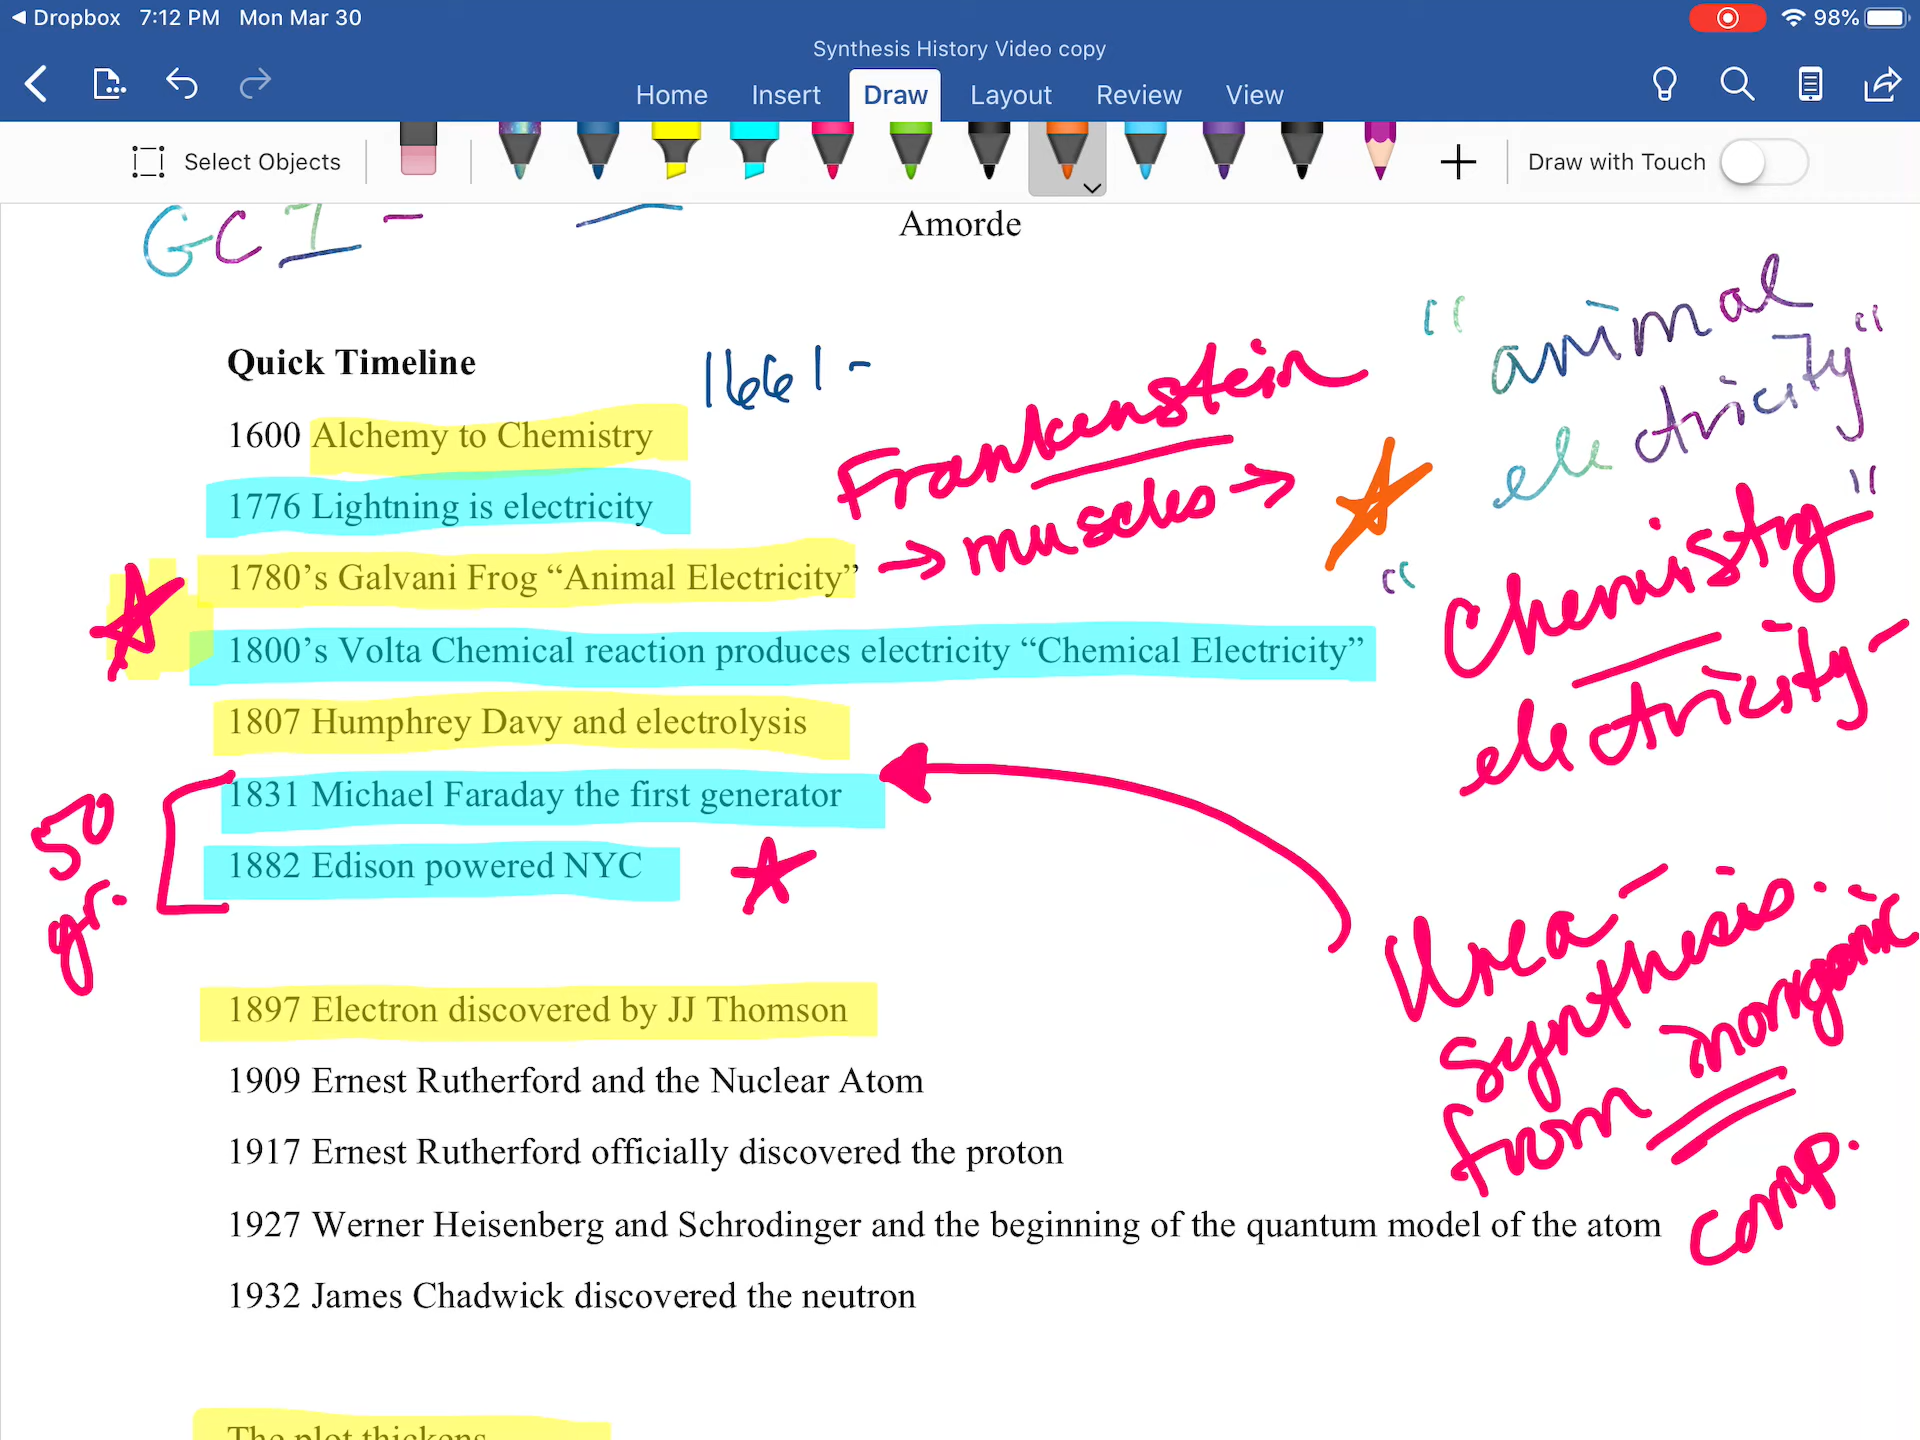 Dropbox 7:12 PM Mon Mar 30 98%
Synthesis History Video copy
Home Insert Draw Layout Review View
Select Objects Draw with Touch
GCI -
Amorde
"animal
electricity"
Quick Timeline
1661-
Frankenstein
1600 Alchemy to Chemistry
1776 Lightning is electricity
→ muscles →
1780's Galvani Frog “Animal Electricity”
"Chemistry"
electricity-
1800's Volta Chemical reaction produces electricity “Chemical Electricity”
1807 Humphrey Davy and electrolysis
50
yr.
1831 Michael Faraday the first generator
1882 Edison powered NYC
Urea -
synthesis.
from inorganic
comp.
1897 Electron discovered by JJ Thomson
1909 Ernest Rutherford and the Nuclear Atom
1917 Ernest Rutherford officially discovered the proton
1927 Werner Heisenberg and Schrodinger and the beginning of the quantum model of the atom
1932 James Chadwick discovered the neutron
The plot thickens